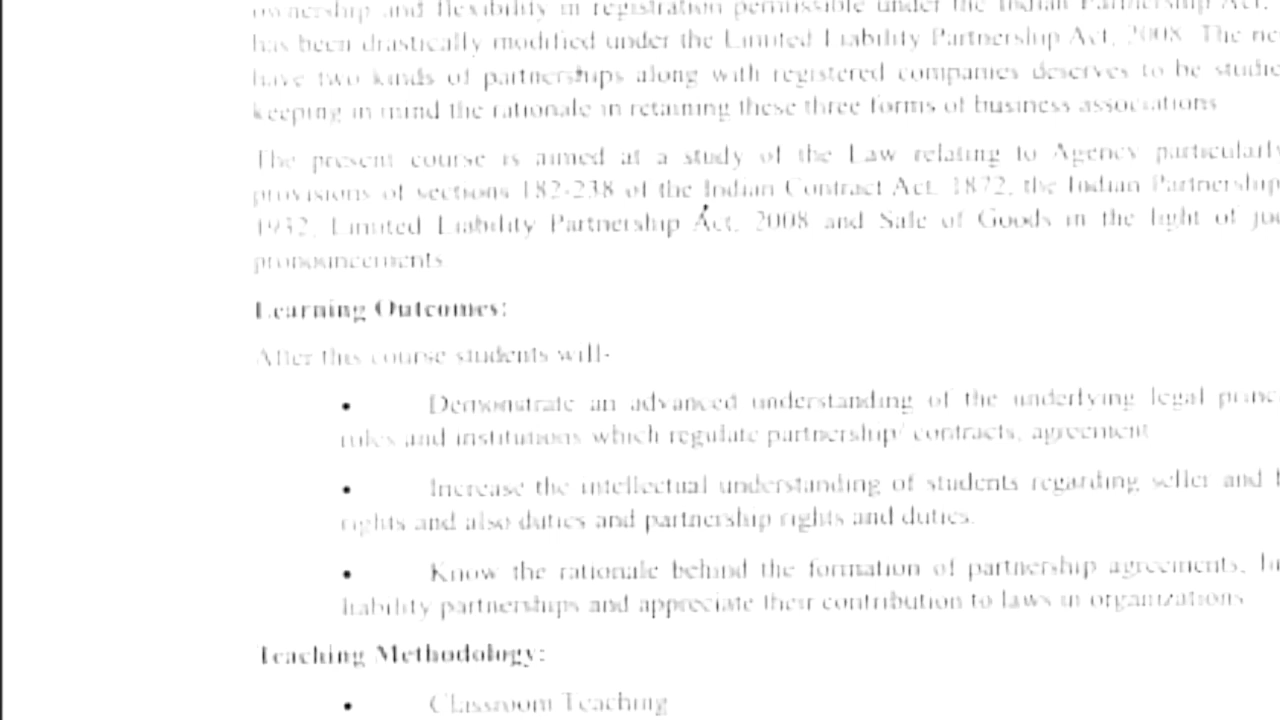 ownership and flexibility in registration permissible under the Indian Partnership Act,
has been drastically modified under the Limited Liability Partnership Act, 2008. The
have two kinds of partnerships along with registered companies deserves to be
keeping in mind the rationale in retaining these three forms of business associations
The present course is aimed at a study of the Law relating to Agency particularly
provisions of sections 182-238 of the Indian Contract Act, 1872, the Indian Partnership
1932, Limited Liability Partnership Act, 2008 and Sale of Goods in the light of
pronouncements.
Learning Outcomes:
After this course students will-
• Demonstrate an advanced understanding of the underlying legal
rules and institutions which regulate partnership/ contracts, agreement
• Increase the intellectual understanding of students regarding seller and
rights and also duties and partnership rights and duties.
• Know the rationale behind the formation of partnership agreements,
liability partnerships and appreciate their contribution to laws in organizations
Teaching Methodology:
• Classroom Teaching